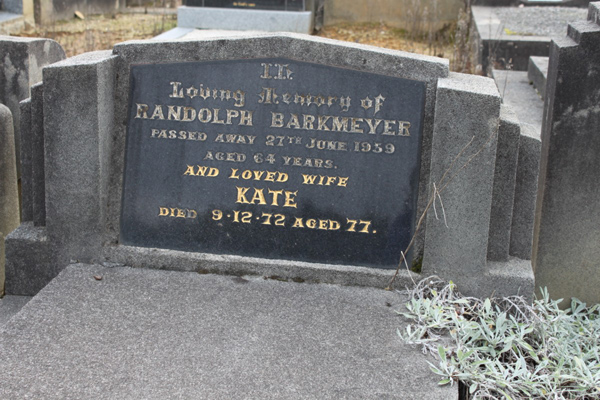 In
Loving Memory of
RANDOLPH BARKMEYER
PASSED AWAY 27TH JUNE, 1959
AGED 64 YEARS.
AND LOVED WIFE
KATE
DIED 9·12·72 AGED 77.